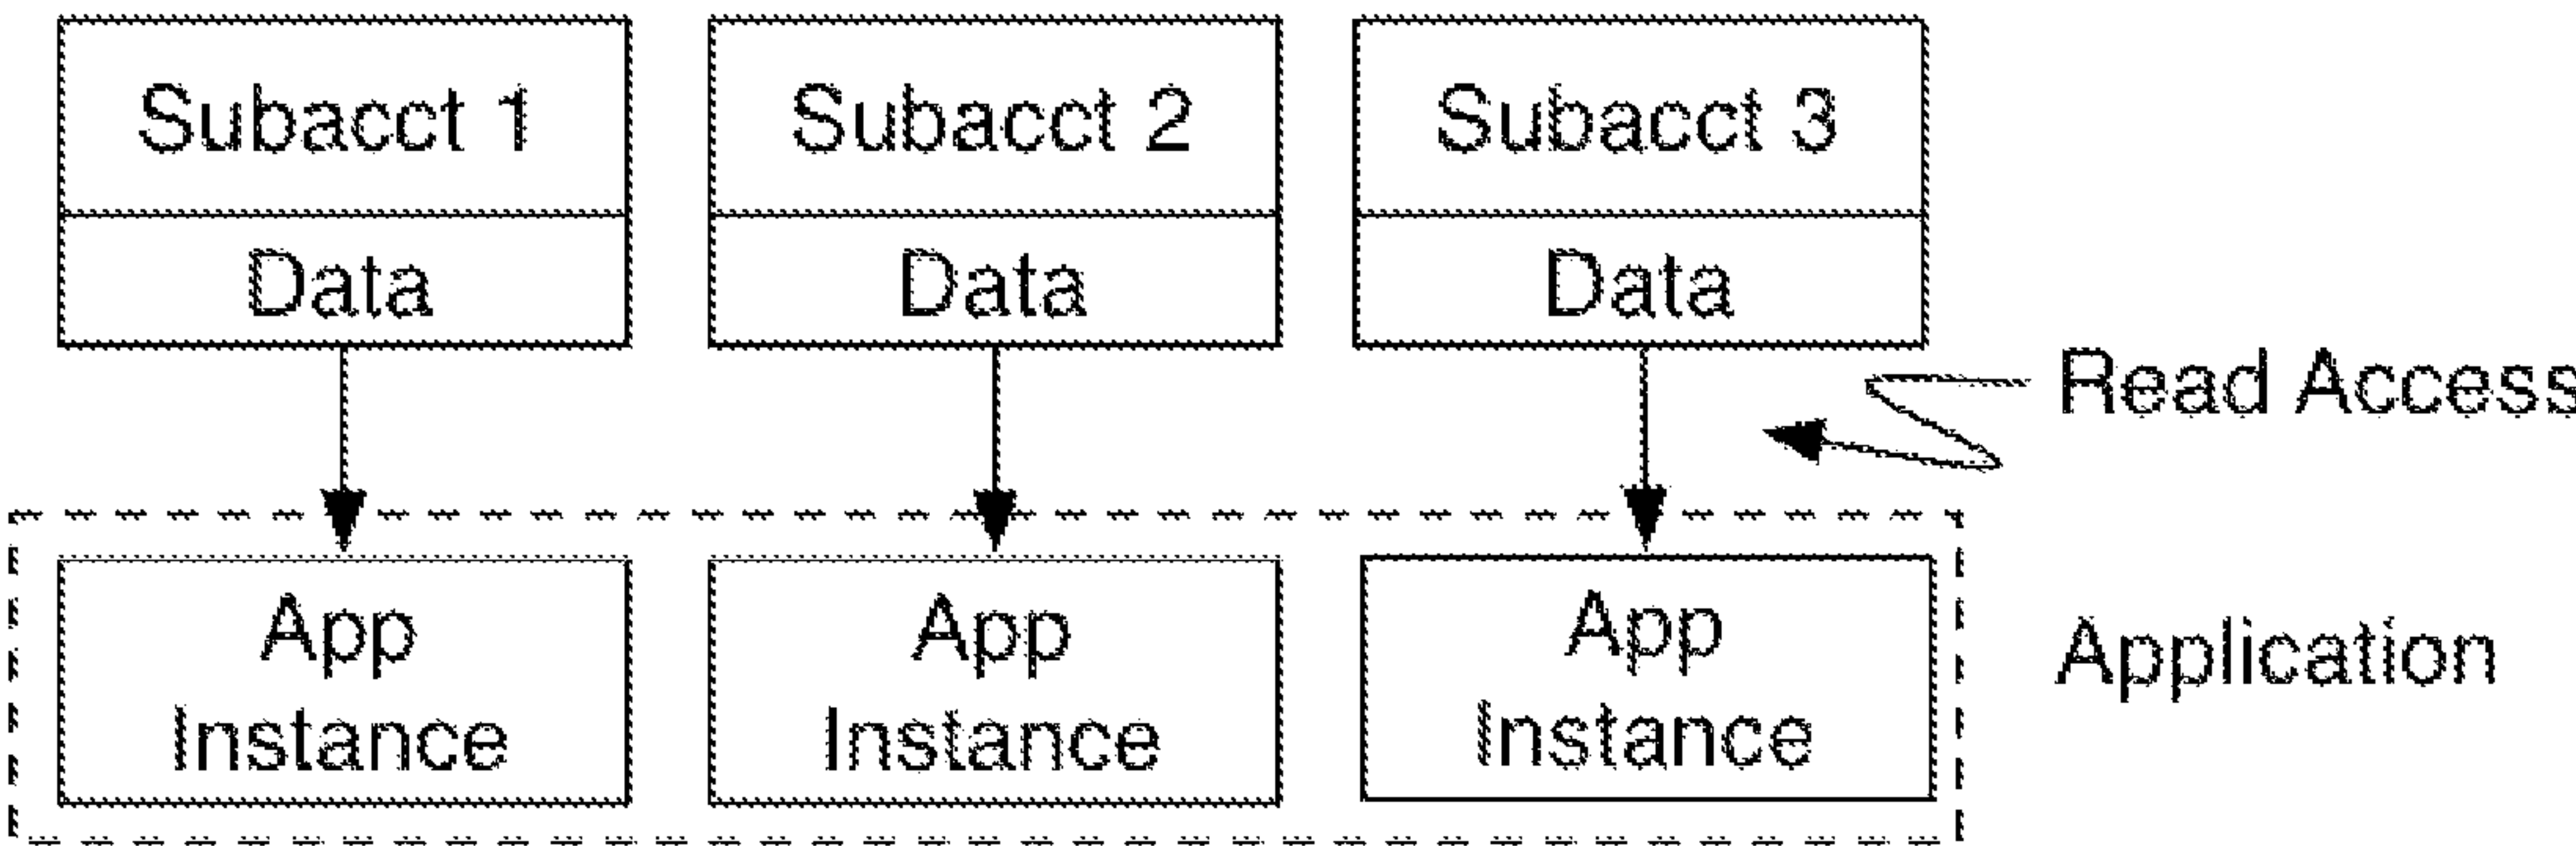 Subacct 1
Subacct 2
Subacct 3
Data
Data
Data
Read Access
App
Instance
App
Instance
App
Instance
Application